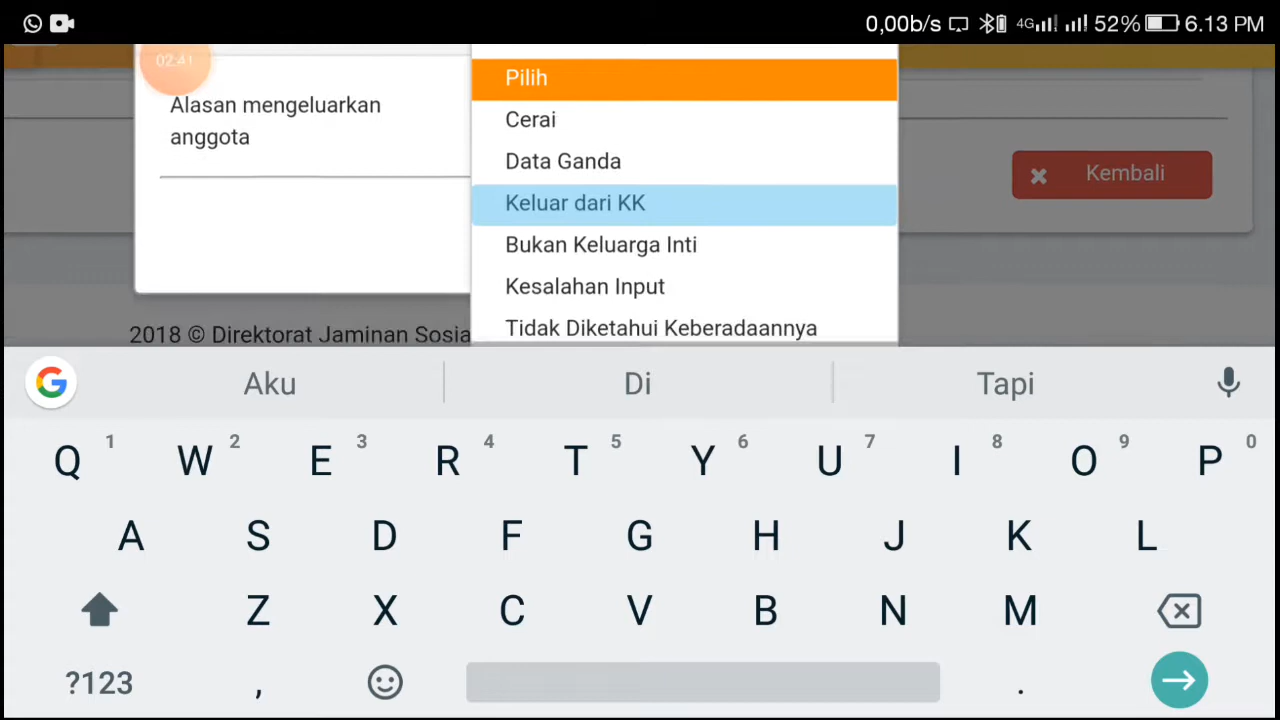 0,00b/s 4G 52% 6.13 PM
02:41
Alasan mengeluarkan
anggota
Pilih
Cerai
Data Ganda
Keluar dari KK
Bukan Keluarga Inti
Kesalahan Input
Tidak Diketahui Keberadaannya
Kembali
2018 © Direktorat Jaminan Sosia
Aku Di Tapi
Q 1 W 2 E 3 R 4 T 5 Y 6 U 7 I 8 O 9 P 0
A S D F G H J K L
Z X C V B N M
?123 , .